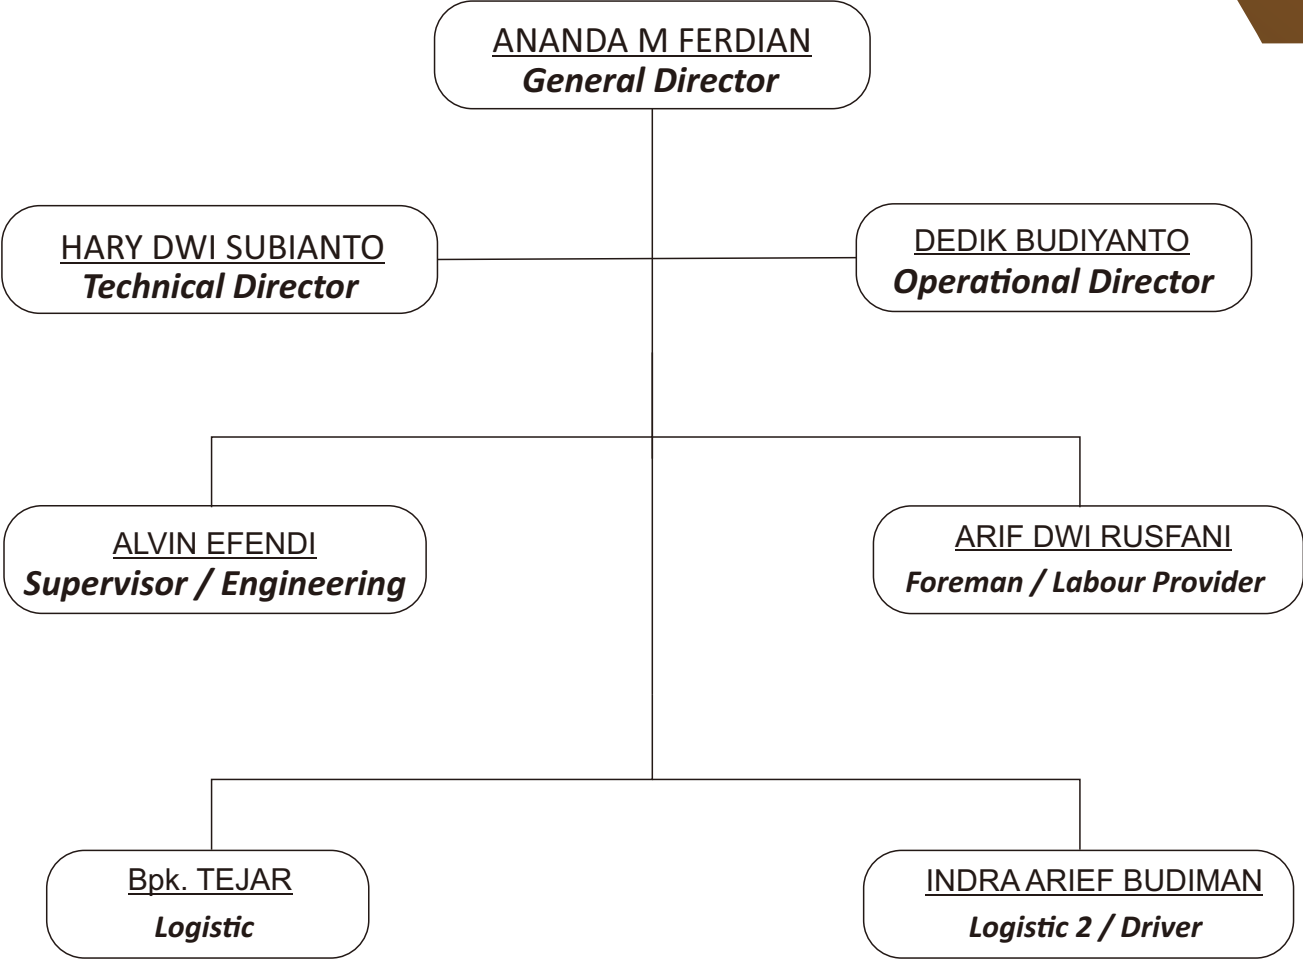 ANANDA M FERDIAN
General Director
HARY DWI SUBIANTO
Technical Director
DEDIK BUDIYANTO
Operational Director
ALVIN EFENDI
Supervisor / Engineering
ARIF DWI RUSFANI
Foreman / Labour Provider
Bpk. TEJAR
Logistic
INDRA ARIEF BUDIMAN
Logistic 2 / Driver